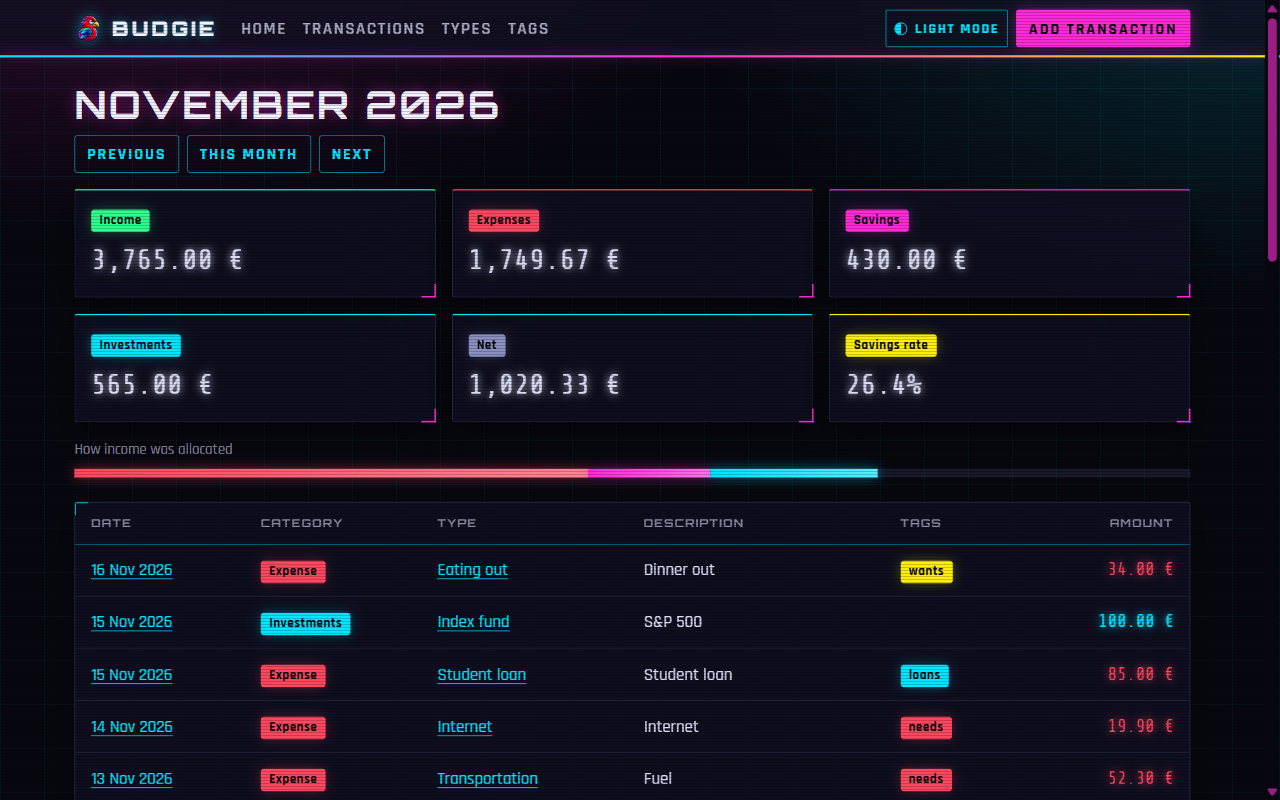 BUDGIE HOME TRANSACTIONS TYPES TAGS LIGHT MODE ADD TRANSACTION
NOVEMBER 2026
PREVIOUS THIS MONTH NEXT
Income Expenses Savings
3,765.00 € 1,749.67 € 430.00 €
Investments Net Savings rate
565.00 € 1,020.33 € 26.4%
How income was allocated
DATE CATEGORY TYPE DESCRIPTION TAGS AMOUNT
16 Nov 2026 Expense Eating out Dinner out wants 34.00 €
15 Nov 2026 Investments Index fund S&P 500 100.00 €
15 Nov 2026 Expense Student loan Student loan loans 85.00 €
14 Nov 2026 Expense Internet Internet needs 19.90 €
13 Nov 2026 Expense Transportation Fuel needs 52.30 €